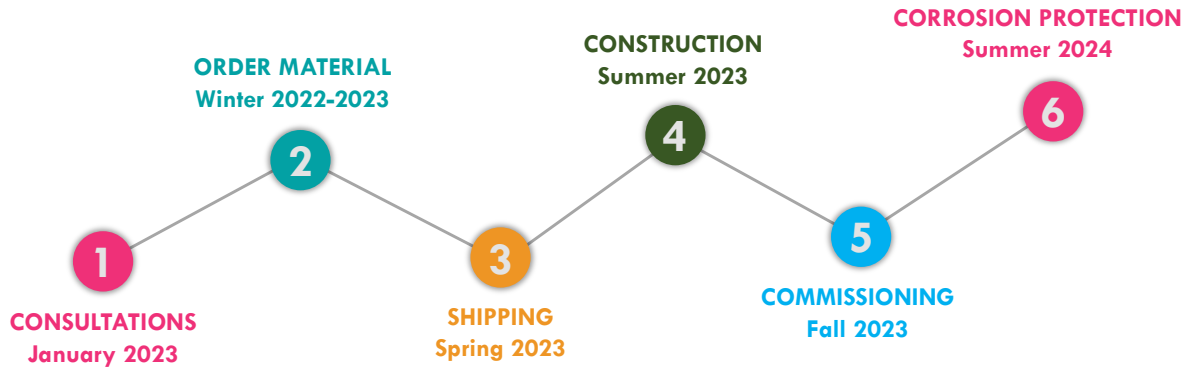 1
CONSULTATIONS
January 2023
ORDER MATERIAL
Winter 2022-2023
2
3
SHIPPING
Spring 2023
CONSTRUCTION
Summer 2023
4
5
COMMISSIONING
Fall 2023
CORROSION PROTECTION
Summer 2024
6